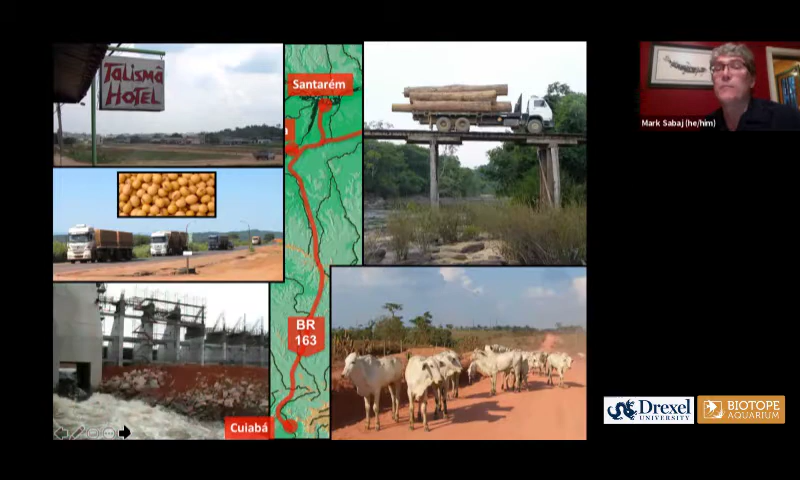 Talismã
HOTEL
Santarém
BR
163
Cuiabá
Mark Sabaj (he/him)
Drexel
UNIVERSITY
BIOTOPE
AQUARIUM